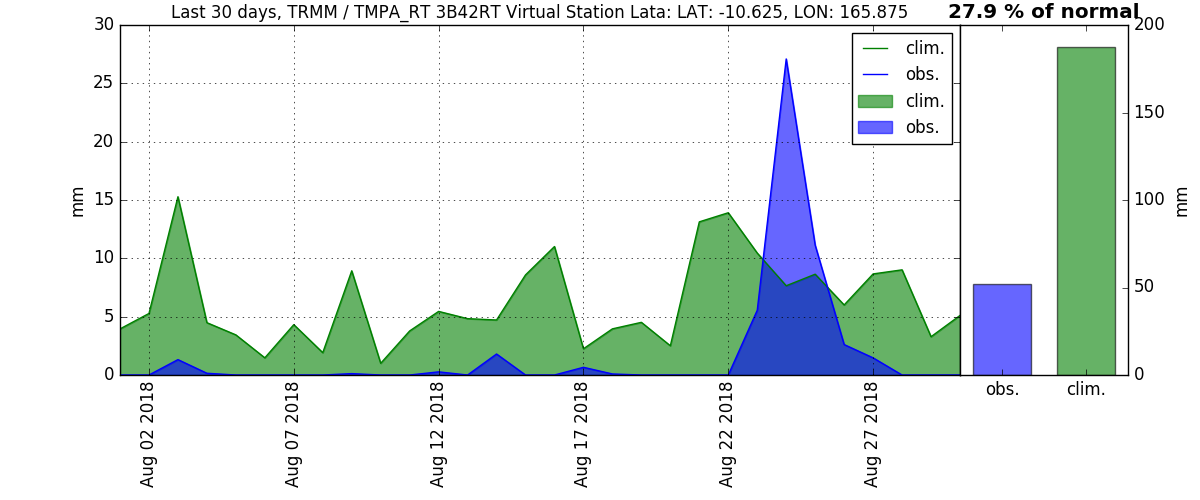 Last 30 days, TRMM / TMPA_RT 3B42RT Virtual Station Lata: LAT: -10.625, LON: 165.875
27.9 % of normal
30
25
20
15
10
5
0
mm
clim.
obs.
clim.
obs.
Aug 02 2018
Aug 07 2018
Aug 12 2018
Aug 17 2018
Aug 22 2018
Aug 27 2018
200
150
100
50
0
mm
obs.
clim.